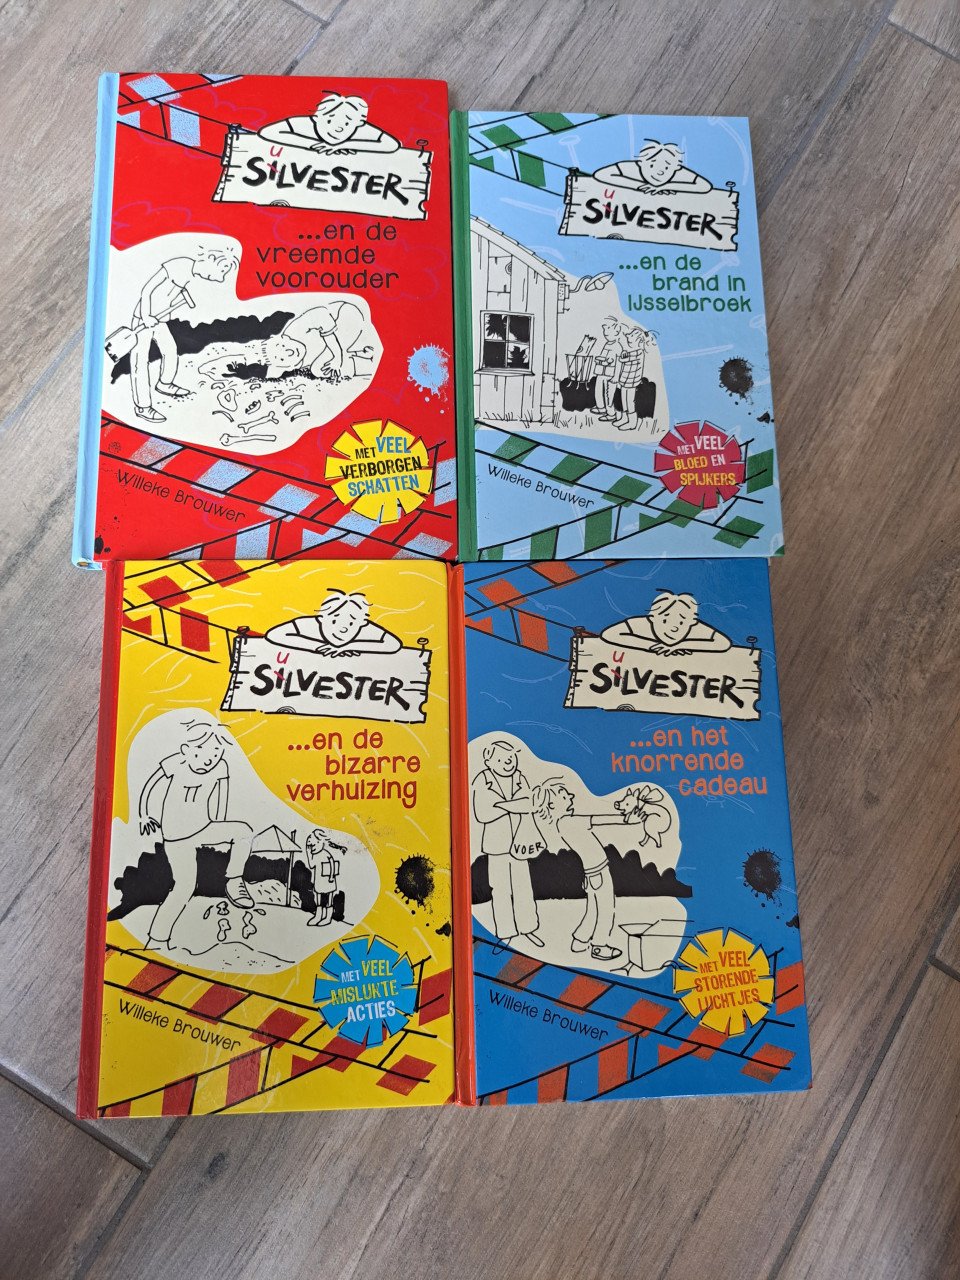 SiLVESTER
u
...en de
vreemde
voorouder
MET VEEL
VERBORGEN
SCHATTEN
Willeke Brouwer
SiLVESTER
u
...en de
brand in
IJsselbroek
MET VEEL
BLOED EN
SPIJKERS
Willeke Brouwer
SiLVESTER
u
...en de
bizarre
verhuizing
MET VEEL
MISLUKTE
ACTIES
Willeke Brouwer
SiLVESTER
u
...en het
knorrende
cadeau
VOER
MET VEEL
STORENDE
LUCHTJES
Willeke Brouwer